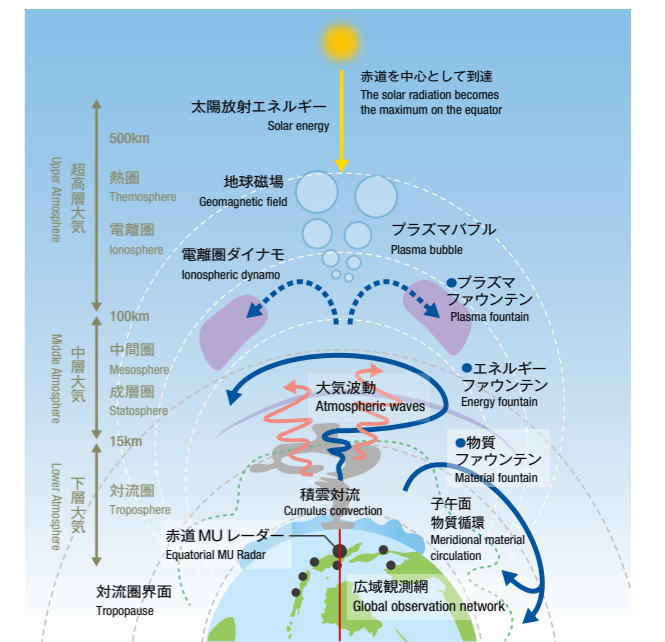 赤道を中心として到達
The solar radiation becomes
the maximum on the equator
太陽放射エネルギー
Solar energy
500km
超高層大気
Upper Atmosphere
熱圏
Themosphere
電離圏
Ionosphere
地球磁場
Geomagnetic field
プラズマバブル
Plasma bubble
電離圏ダイナモ
Ionospheric dynamo
●プラズマ
ファウンテン
Plasma fountain
100km
中層大気
Middle Atmosphere
中間圏
Mesosphere
成層圏
Statosphere
●エネルギー
ファウンテン
Energy fountain
大気波動
Atmospheric waves
15km
下層大気
Lower Atmosphere
対流圏
Troposphere
●物質
ファウンテン
Material fountain
積雲対流
Cumulus convection
子午面
物質循環
Meridional material
circulation
赤道 MU レーダー
Equatorial MU Radar
対流圏界面
Tropopause
広域観測網
Global observation network